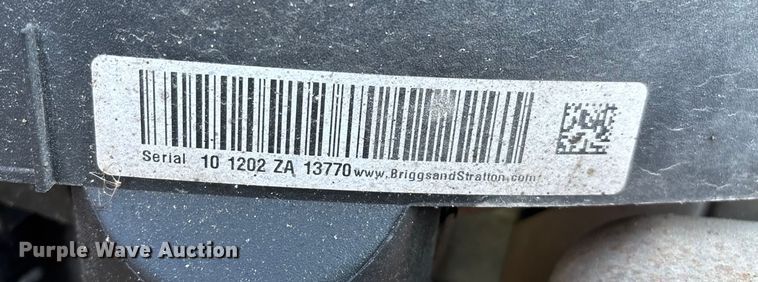 Serial 10 1202 ZA 13770 www.BriggsandStratton.com
Purple Wave Auction